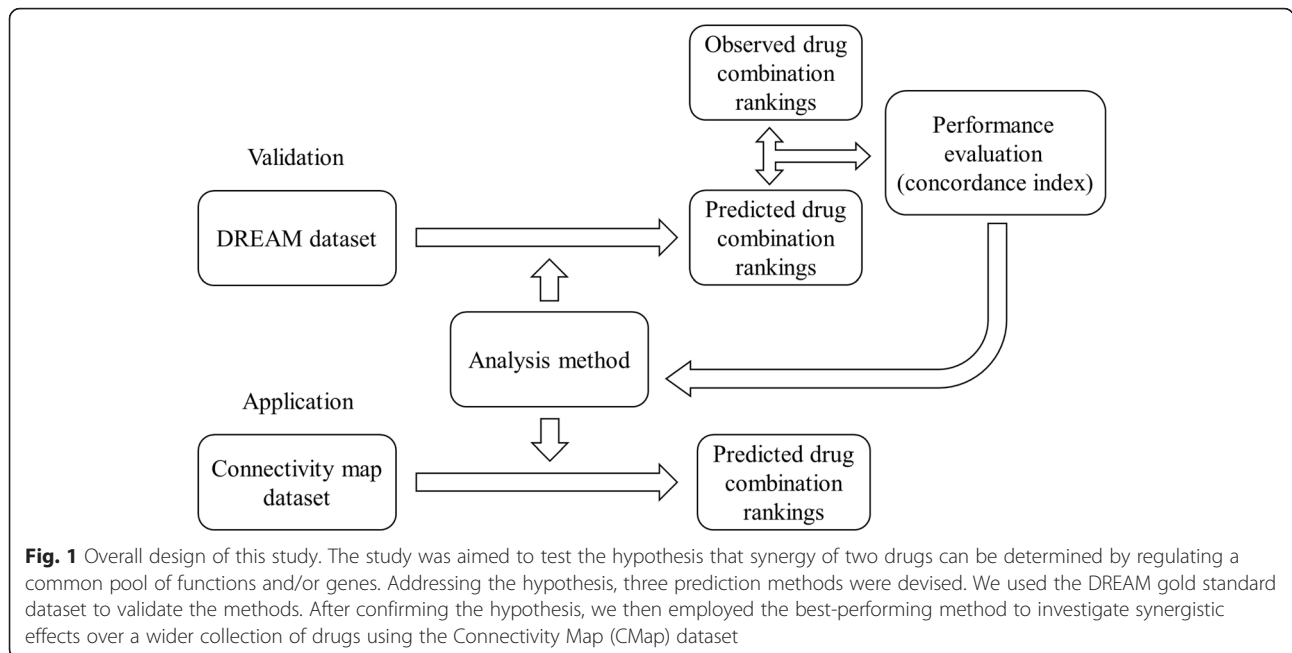 Observed drug
combination
rankings
Performance
evaluation
(concordance index)
Validation
DREAM dataset
Predicted drug
combination
rankings
Analysis method
Application
Connectivity map
dataset
Predicted drug
combination
rankings
Fig. 1 Overall design of this study. The study was aimed to test the hypothesis that synergy of two drugs can be determined by regulating a
common pool of functions and/or genes. Addressing the hypothesis, three prediction methods were devised. We used the DREAM gold standard
dataset to validate the methods. After confirming the hypothesis, we then employed the best-performing method to investigate synergistic
effects over a wider collection of drugs using the Connectivity Map (CMap) dataset